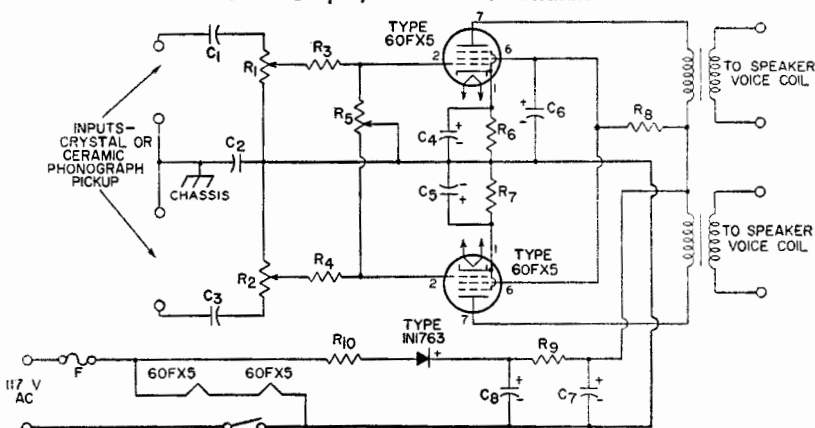 TYPE
60FX5
7
2
6
1
C1
R1
R3
R5
C4
R6
C6
R8
TO SPEAKER
VOICE COIL
INPUTS-
CRYSTAL OR
CERAMIC
PHONOGRAPH
PICKUP
C2
CHASSIS
C5
R7
TO SPEAKER
VOICE COIL
R2
R4
2
1
6
TYPE
60FX5
7
C3
TYPE
1N1763
R10
R9
F
117 V
AC
60FX5
60FX5
C8
C7